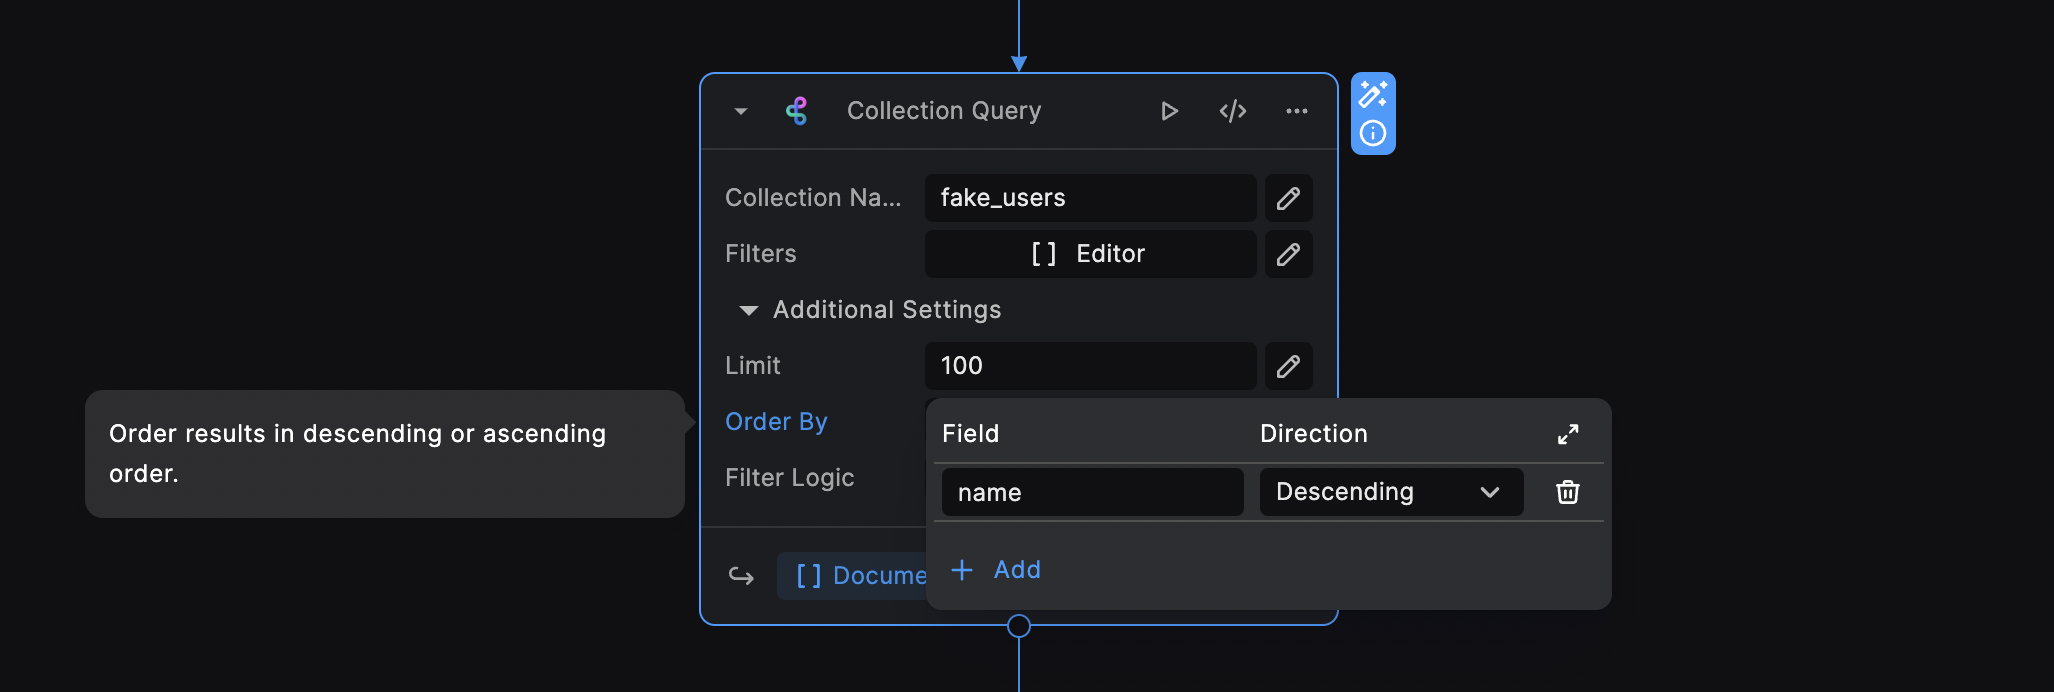 Collection Query
Collection Na...
fake_users
Filters
[ ] Editor
Additional Settings
Limit
100
Order By
Order results in descending or ascending
order.
Field
Direction
name
Descending
Filter Logic
Add
[ ] Docume